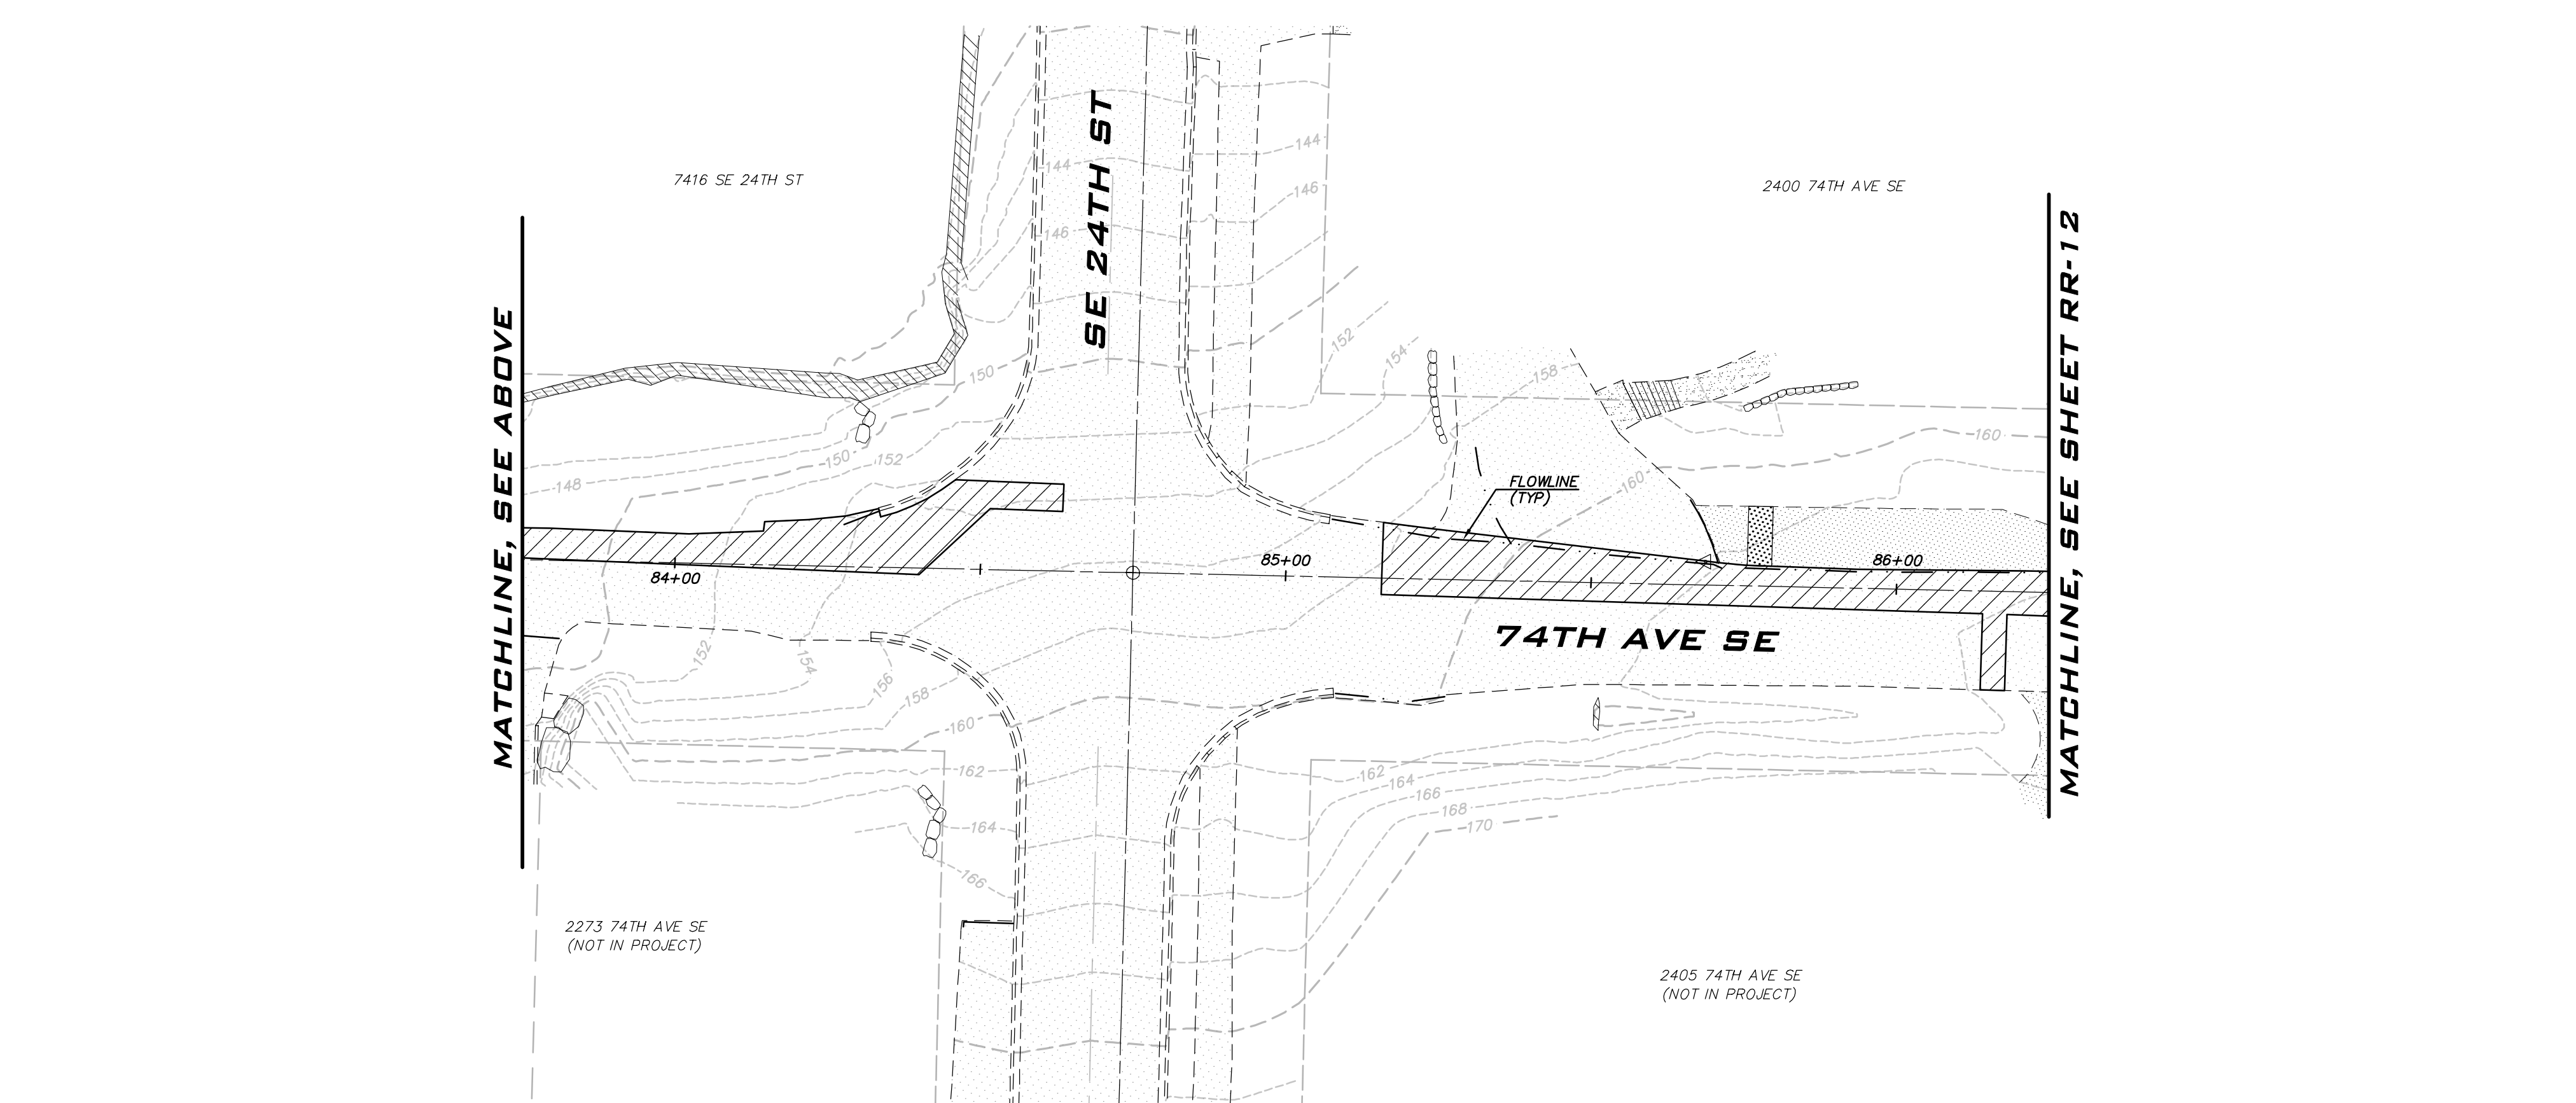 SE 24TH ST
7416 SE 24TH ST
2400 74TH AVE SE
MATCHLINE, SEE ABOVE
MATCHLINE, SEE SHEET RR-12
144
144
146
146
150
152
154
158
150
152
148
160
160
FLOWLINE
(TYP)
84+00
85+00
86+00
74TH AVE SE
152
154
156
158
160
162
162
164
166
168
170
164
166
2273 74TH AVE SE
(NOT IN PROJECT)
2405 74TH AVE SE
(NOT IN PROJECT)